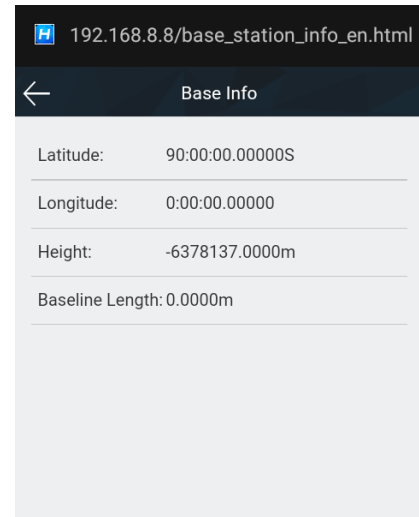 H 192.168.8.8/base_station_info_en.html
Base Info
Latitude: 90:00:00.00000S
Longitude: 0:00:00.00000
Height: -6378137.0000m
Baseline Length: 0.0000m